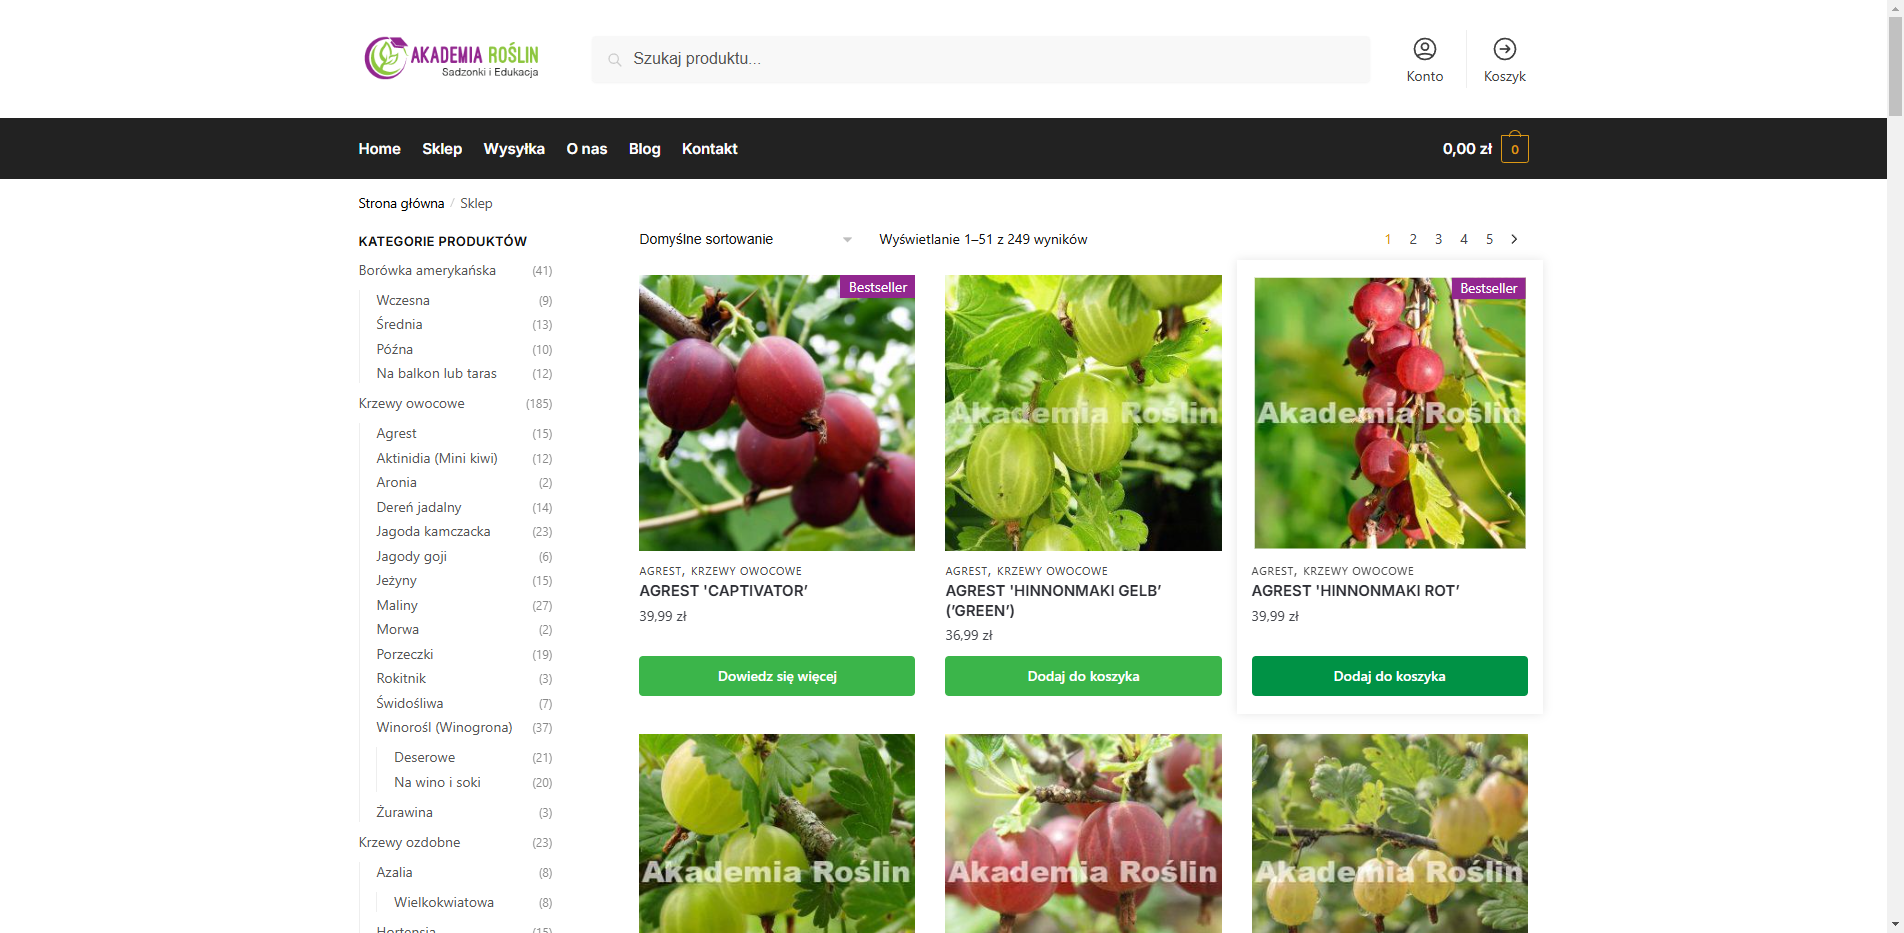 AKADEMIA ROŚLIN
Sadzonki i Edukacja
Szukaj produktu...
Konto
Koszyk
Home
Sklep
Wysyłka
O nas
Blog
Kontakt
0,00 zł
0
Strona główna / Sklep
KATEGORIE PRODUKTÓW
Borówka amerykańska (41)
Wczesna (9)
Średnia (13)
Późna (10)
Na balkon lub taras (12)
Krzewy owocowe (185)
Agrest (15)
Aktinidia (Mini kiwi) (12)
Aronia (2)
Dereń jadalny (14)
Jagoda kamczacka (23)
Jagody goji (6)
Jeżyny (15)
Maliny (27)
Morwa (2)
Porzeczki (19)
Rokitnik (3)
Świdośliwa (7)
Winorośl (Winogrona) (37)
Deserowe (21)
Na wino i soki (20)
Żurawina (3)
Krzewy ozdobne (23)
Azalia (8)
Wielkokwiatowa (8)
Hortensja (15)
Domyślne sortowanie
Wyświetlanie 1–51 z 249 wyników
1 2 3 4 5
Bestseller
AGREST, KRZEWY OWOCOWE
AGREST 'CAPTIVATOR’
39,99 zł
Dowiedz się więcej
Akademia Roślin
AGREST, KRZEWY OWOCOWE
AGREST 'HINNONMAKI GELB’
(’GREEN’)
36,99 zł
Dodaj do koszyka
Bestseller
Akademia Roślin
AGREST, KRZEWY OWOCOWE
AGREST 'HINNONMAKI ROT’
39,99 zł
Dodaj do koszyka
Akademia Roślin
Akademia Roślin
Akademia Roślin